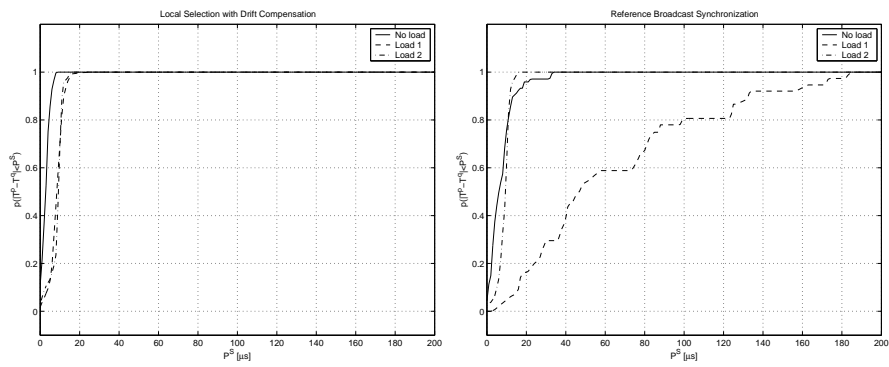 Local Selection with Drift Compensation
No load
Load 1
Load 2
p(|T^p−T^q|<P^S)
1
0.8
0.6
0.4
0.2
0
0 20 40 60 80 100 120 140 160 180 200
P^S [µs]
Reference Broadcast Synchronization
No load
Load 1
Load 2
p(|T^p−T^q|<P^S)
1
0.8
0.6
0.4
0.2
0
0 20 40 60 80 100 120 140 160 180 200
P^S [µs]